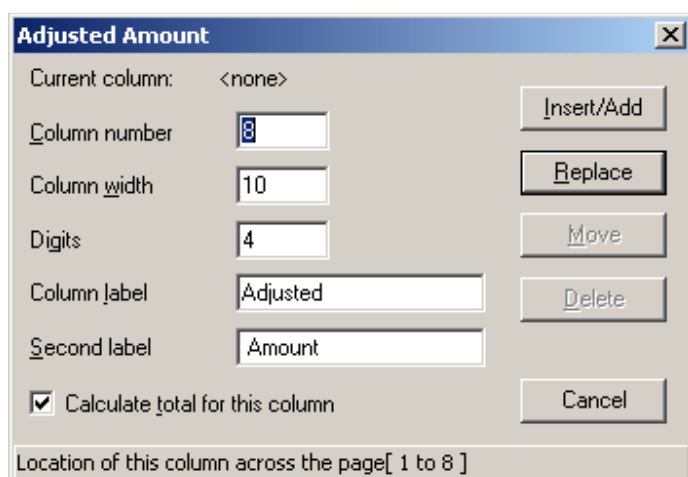 Adjusted Amount
Current column: <none>
Insert/Add
Column number 8
Replace
Column width 10
Digits 4
Move
Column label Adjusted
Delete
Second label Amount
Calculate total for this column
Cancel
Location of this column across the page[ 1 to 8 ]